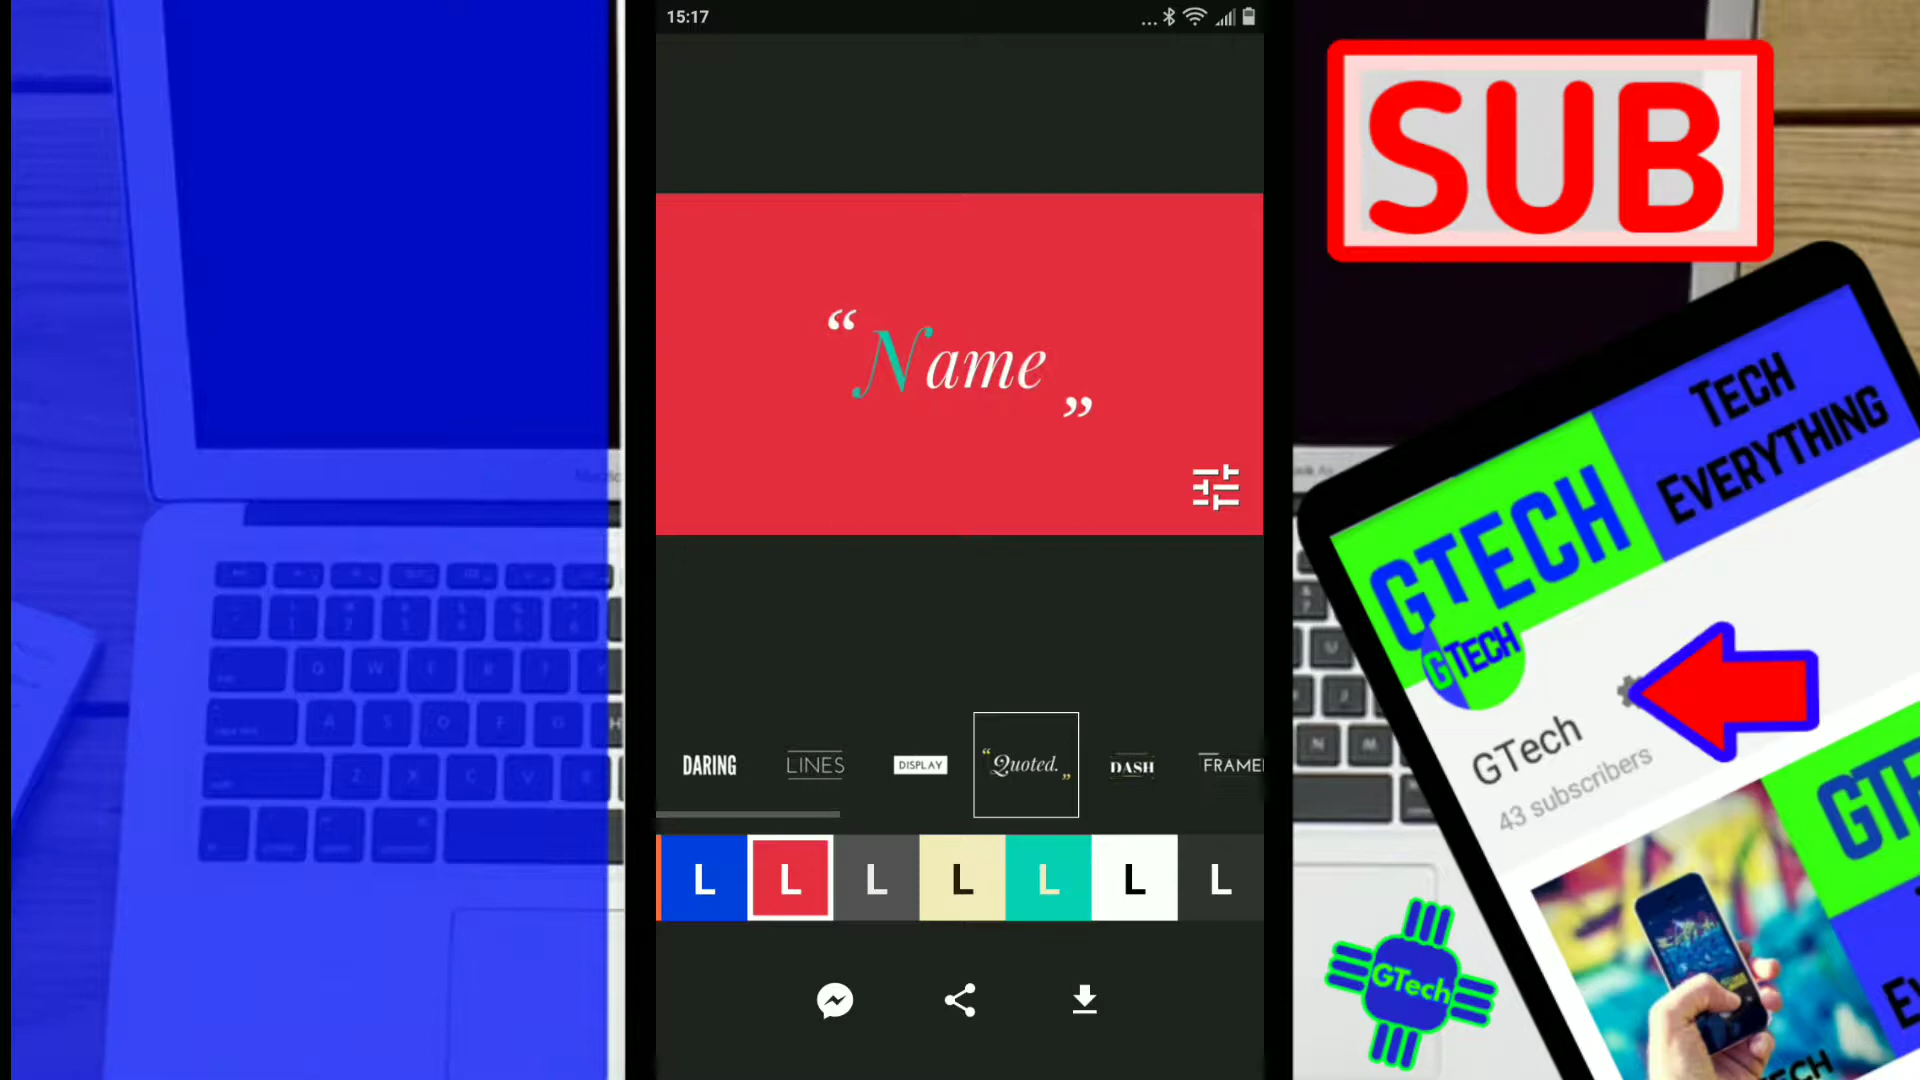 15:17
...
“Name”
DARING
LINES
DISPLAY
“Quoted.„
DASH
FRAME
L
L
L
L
L
L
L
SUB
TECH
EVERYTHING
GTECH
GTECH
GTech
43 subscribers
GTech